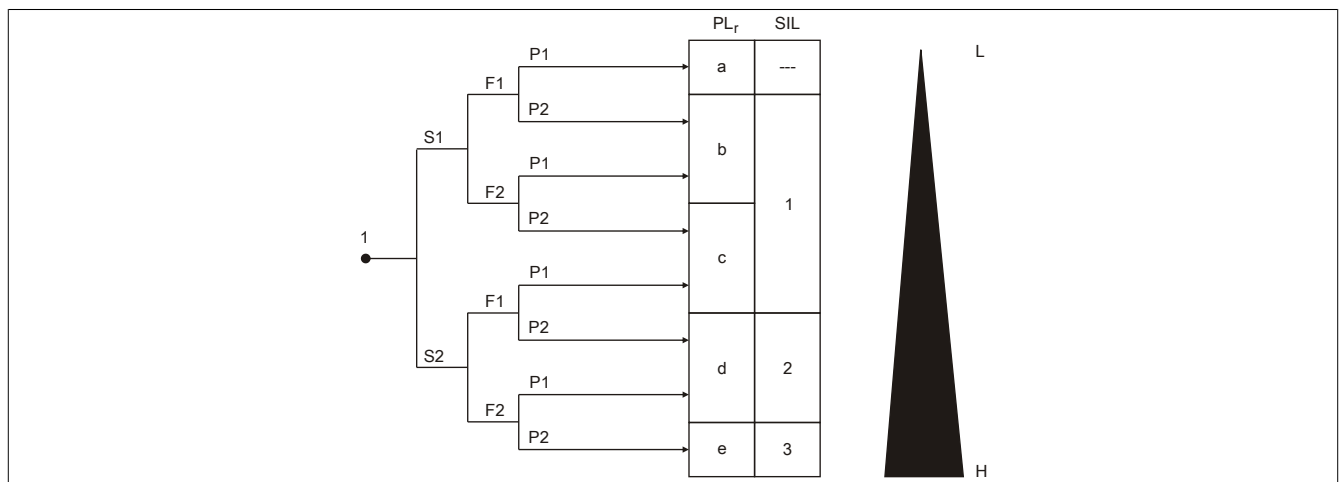 PLr SIL
P1 a --- L
F1
P2
S1 b
P1
F2 1
P2
1 c
P1
F1
P2
S2 d 2
P1
F2
P2 e 3
H